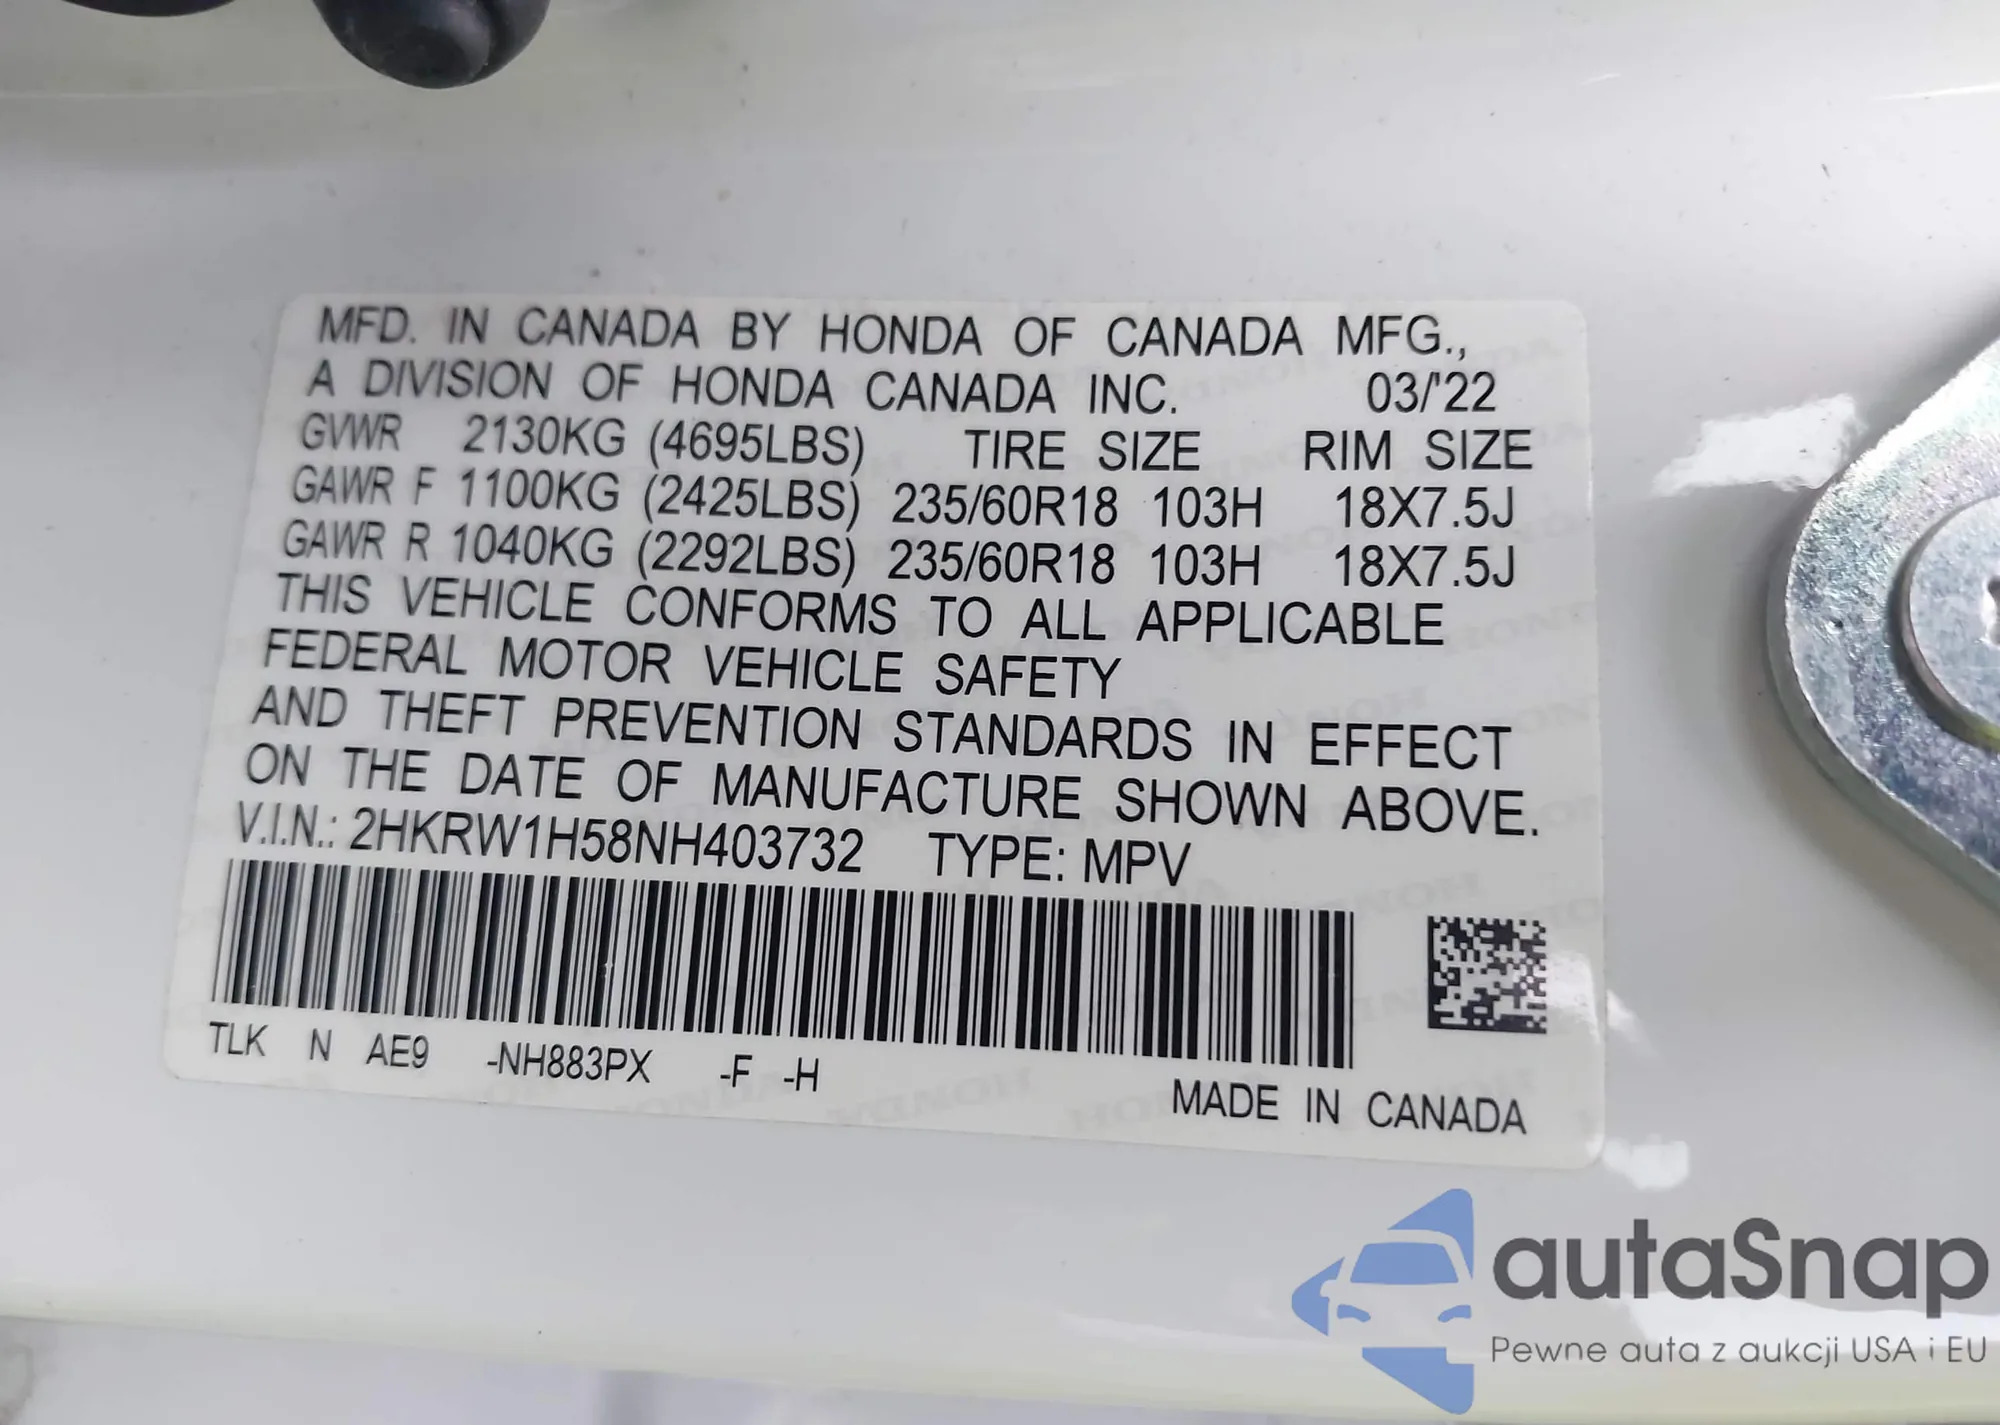 MFD. IN CANADA BY HONDA OF CANADA MFG.,
A DIVISION OF HONDA CANADA INC. 03/'22
GVWR 2130KG (4695LBS) TIRE SIZE RIM SIZE
GAWR F 1100KG (2425LBS) 235/60R18 103H 18X7.5J
GAWR R 1040KG (2292LBS) 235/60R18 103H 18X7.5J
THIS VEHICLE CONFORMS TO ALL APPLICABLE
FEDERAL MOTOR VEHICLE SAFETY
AND THEFT PREVENTION STANDARDS IN EFFECT
ON THE DATE OF MANUFACTURE SHOWN ABOVE.
V.I.N.: 2HKRW1H58NH403732 TYPE: MPV
TLK N AE9 -NH883PX -F -H
MADE IN CANADA
autaSnap
Pewne auta z aukcji USA i EU